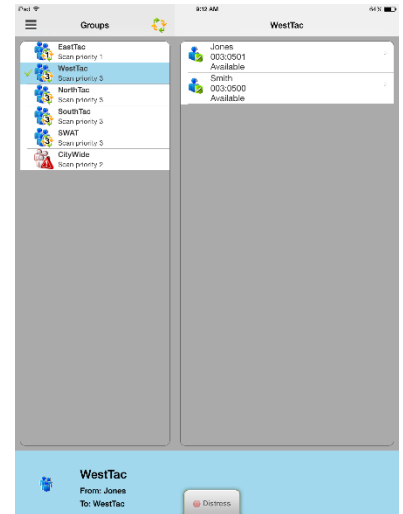 iPad
9:12 AM
64%
Groups
WestTac
EastTac
Scan priority 1
WestTac
Scan priority 3
NorthTac
Scan priority 3
SouthTac
Scan priority 3
SWAT
Scan priority 3
CityWide
Scan priority 2
Jones
003:0501
Available
Smith
003:0500
Available
WestTac
From: Jones
To: WestTac
Distress